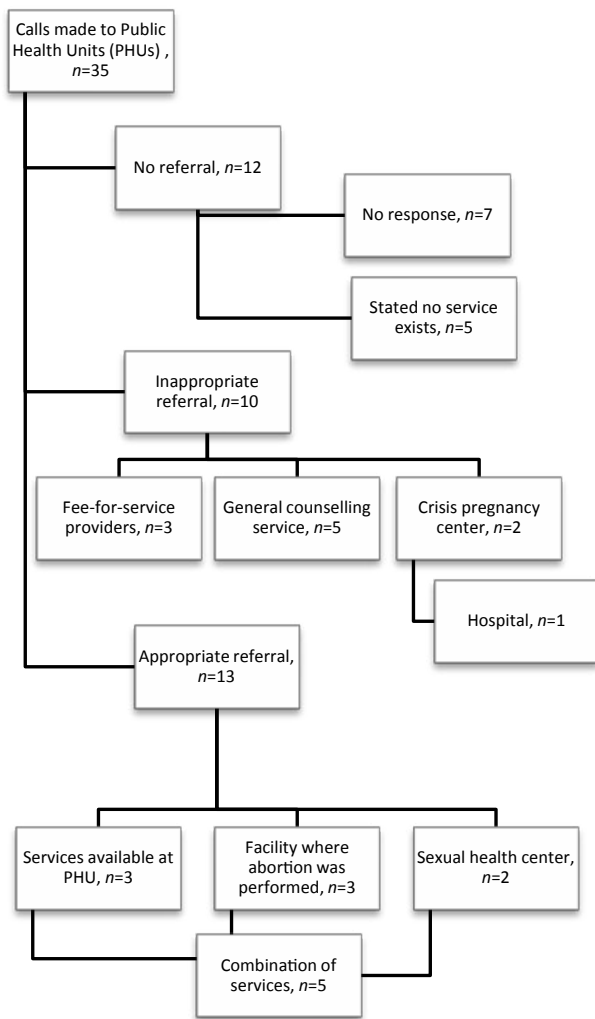 Calls made to Public
Health Units (PHUs) ,
n=35
No referral, n=12
No response, n=7
Stated no service
exists, n=5
Inappropriate
referral, n=10
Fee-for-service
providers, n=3
General counselling
service, n=5
Crisis pregnancy
center, n=2
Hospital, n=1
Appropriate referral,
n=13
Services available at
PHU, n=3
Facility where
abortion was
performed, n=3
Sexual health center,
n=2
Combination of
services, n=5